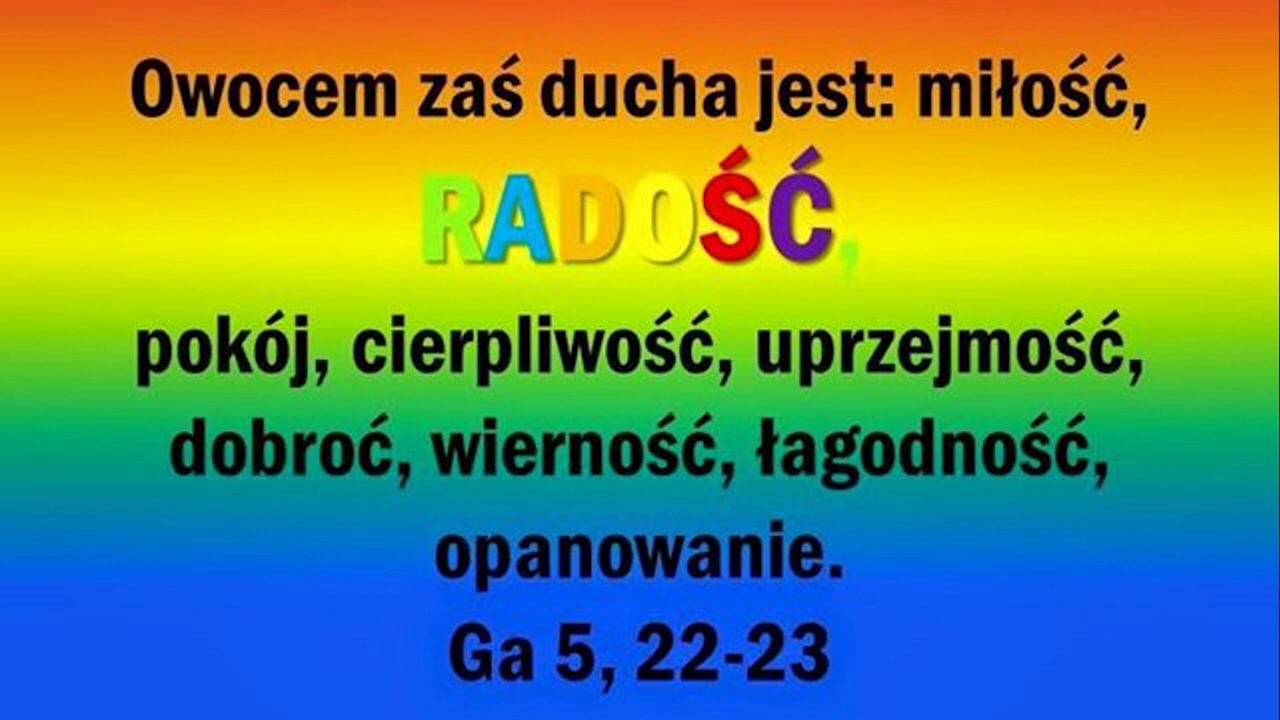 Owocem zaś ducha jest: miłość,
RADOŚĆ,
pokój, cierpliwość, uprzejmość,
dobroć, wierność, łagodność,
opanowanie.
Ga 5, 22-23